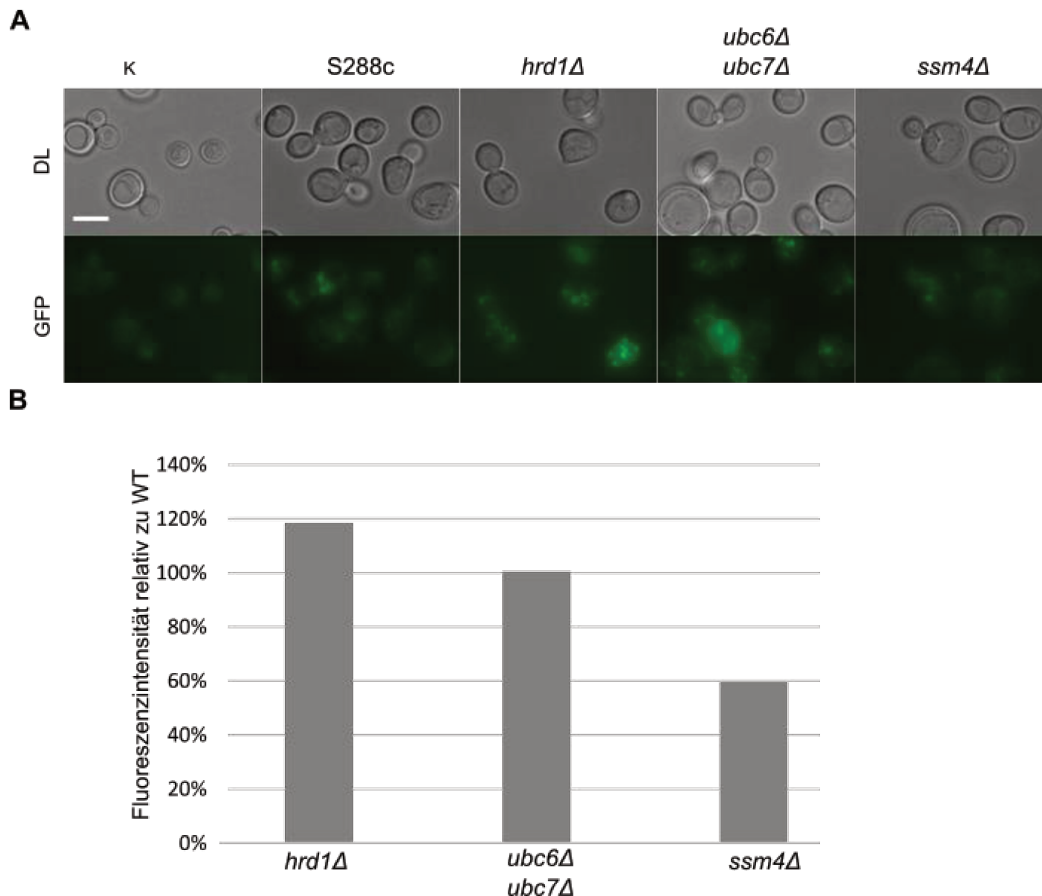 A
K S288c hrd1Δ ubc6Δ ssm4Δ
ubc7Δ
DL
GFP
B
Fluoreszenzintensität relativ zu WT
140%
120%
100%
80%
60%
40%
20%
0%
hrd1Δ ubc6Δ ssm4Δ
ubc7Δ